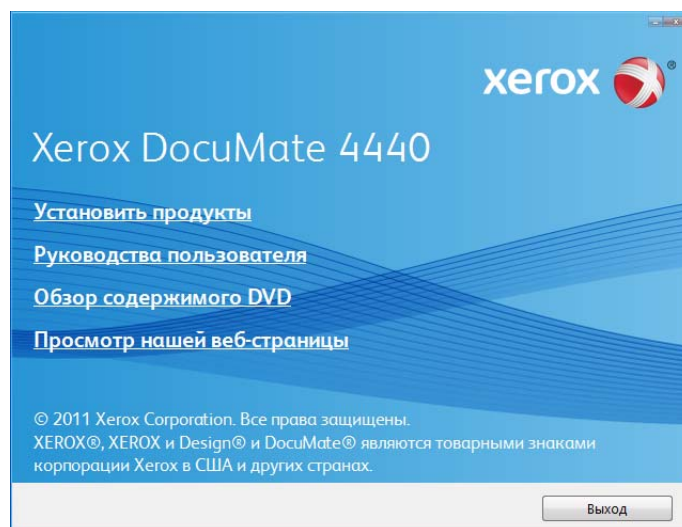 xerox ®
Xerox DocuMate 4440
Установить продукты
Руководства пользователя
Обзор содержимого DVD
Просмотр нашей веб-страницы
© 2011 Xerox Corporation. Все права защищены.
XEROX®, XEROX и Design® и DocuMate® являются товарными знаками
корпорации Xerox в США и других странах.
Выход